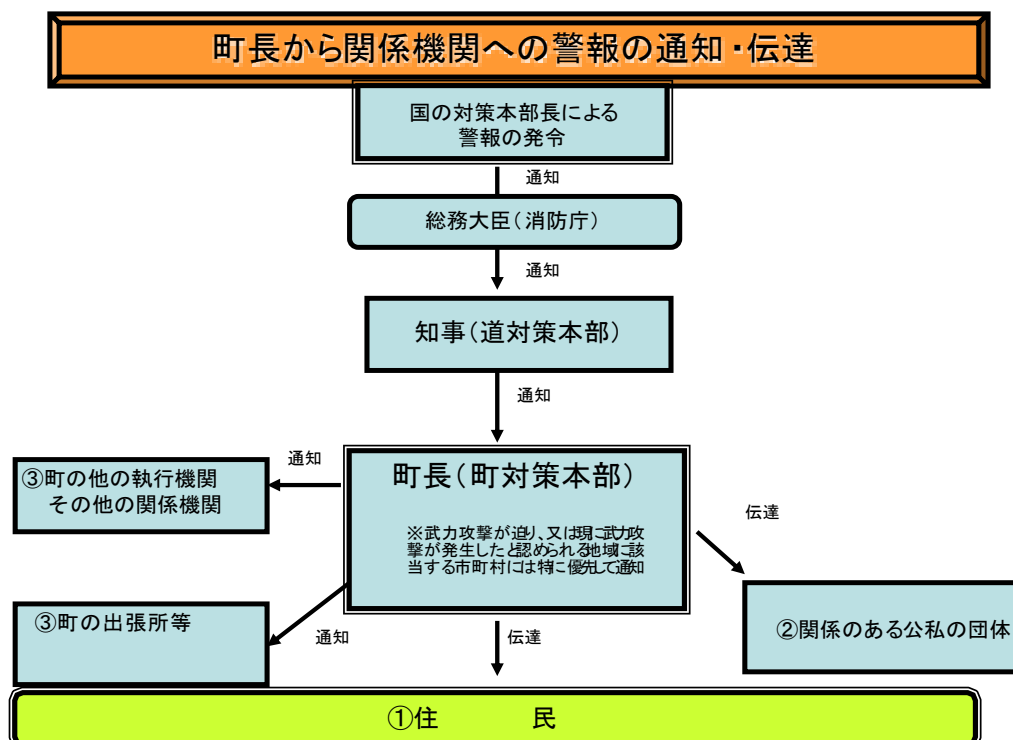 町長から関係機関への警報の通知・伝達
国の対策本部長による
警報の発令
通知
総務大臣(消防庁)
通知
知事(道対策本部)
通知
町長(町対策本部)
※武力攻撃が迫り、又は現に武力攻
撃が発生したと認められる地域に該
当する市町村には特に優先して通知
通知
③町の他の執行機関
その他の関係機関
伝達
③町の出張所等
通知
伝達
②関係のある公私の団体
①住 民